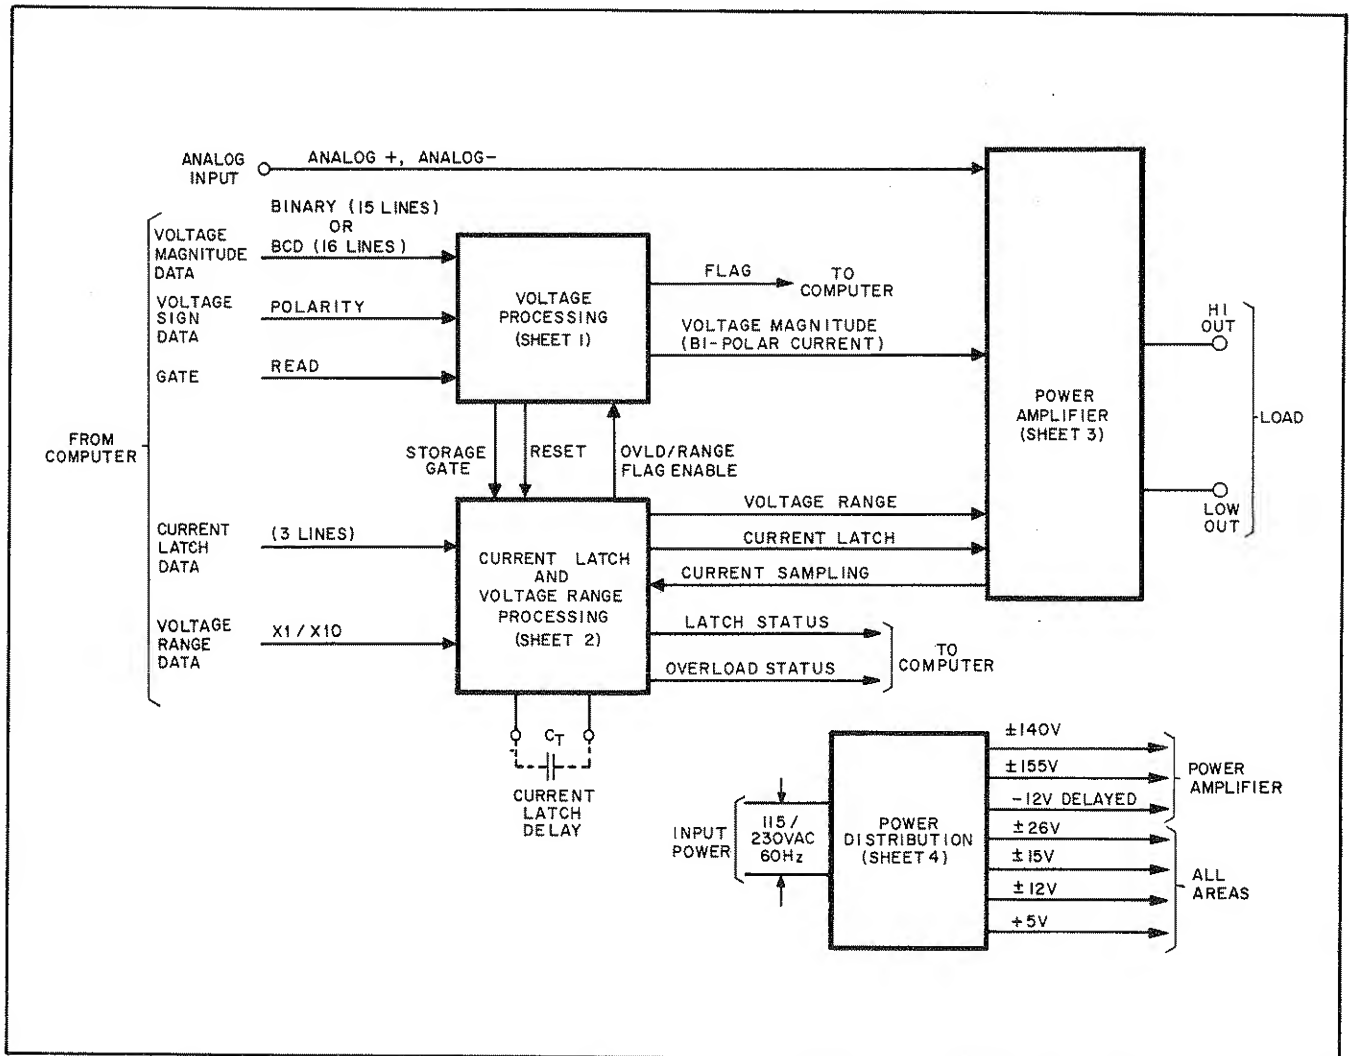 ANALOG
INPUT
ANALOG +, ANALOG-
BINARY (15 LINES)
OR
BCD (16 LINES)
VOLTAGE
MAGNITUDE
DATA
VOLTAGE
SIGN
DATA
POLARITY
GATE
READ
VOLTAGE
PROCESSING
(SHEET 1)
FLAG
TO
COMPUTER
VOLTAGE MAGNITUDE
(BI-POLAR CURRENT)
POWER
AMPLIFIER
(SHEET 3)
HI
OUT
LOAD
LOW
OUT
FROM
COMPUTER
STORAGE
GATE
RESET
OVLD/RANGE
FLAG ENABLE
CURRENT
LATCH
DATA
(3 LINES)
VOLTAGE
RANGE
DATA
X1/X10
CURRENT LATCH
AND
VOLTAGE RANGE
PROCESSING
(SHEET 2)
VOLTAGE RANGE
CURRENT LATCH
CURRENT SAMPLING
LATCH STATUS
OVERLOAD STATUS
TO
COMPUTER
CT
CURRENT
LATCH
DELAY
INPUT
POWER
115/
230VAC
60Hz
POWER
DISTRIBUTION
(SHEET 4)
±140V
±155V
-12V DELAYED
±26V
±15V
±12V
+5V
POWER
AMPLIFIER
ALL
AREAS